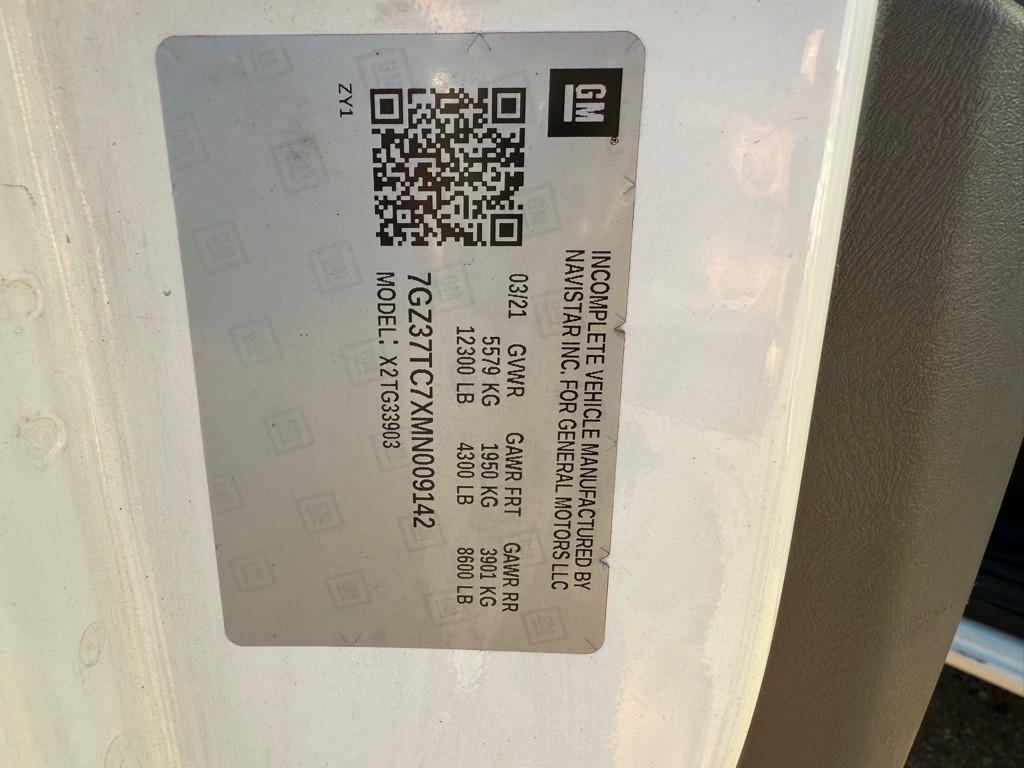 GM
INCOMPLETE VEHICLE MANUFACTURED BY
NAVISTAR INC. FOR GENERAL MOTORS LLC
03/21 GVWR GAWR FRT GAWR RR
5579 KG 1950 KG 3901 KG
12300 LB 4300 LB 8600 LB
7GZ37TC7XMN009142
MODEL: X2TG33903
ZY1